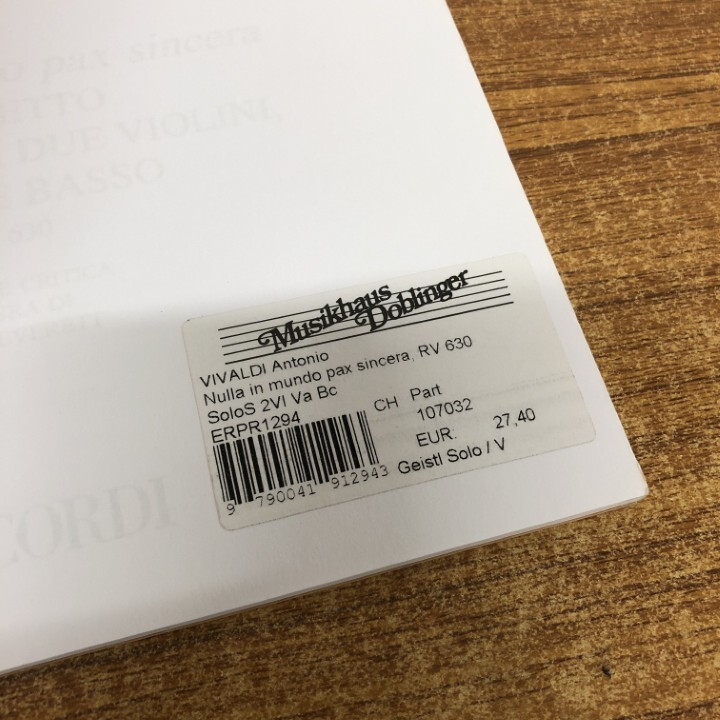 pax sincera
DUE VIOLINI,
BASSO
630
CORDI
Musikhaus
Doblinger
VIVALDI Antonio
Nulla in mundo pax sincera, RV 630
SoloS 2Vl Va Bc
ERPR1294 CH Part
107032
EUR: 27,40
Geistl Solo / V
9 790041 912943